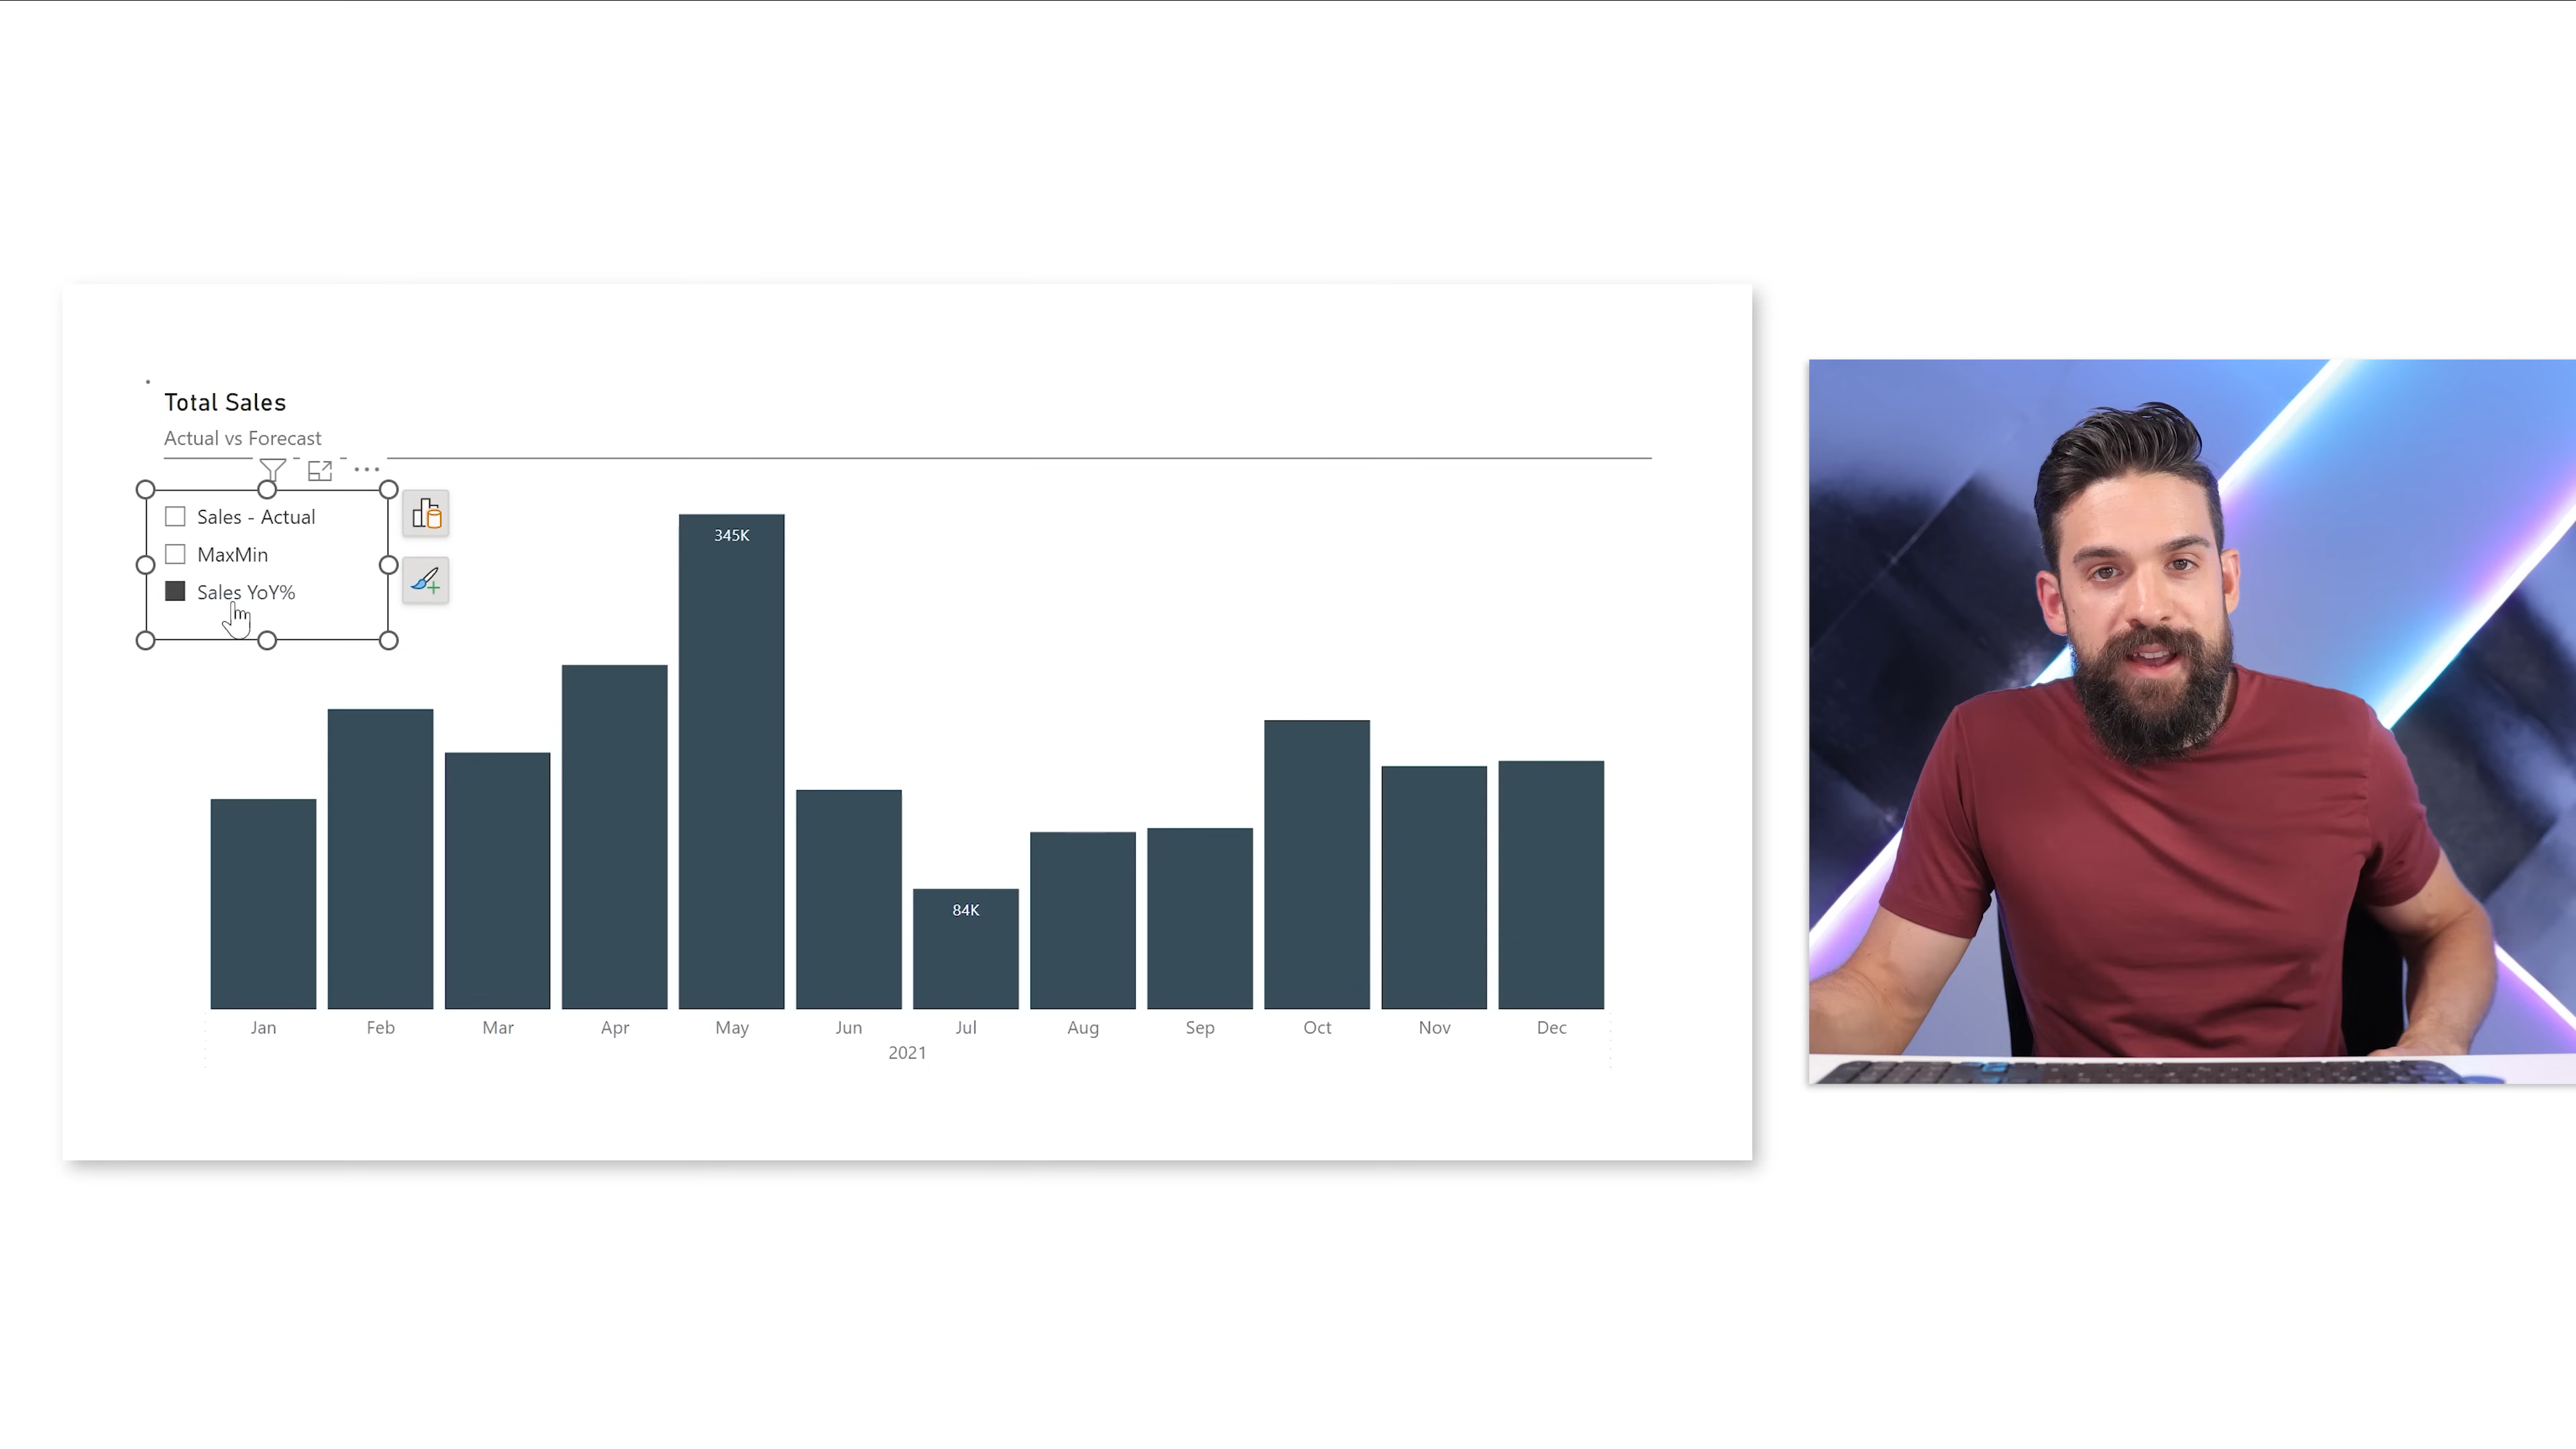 Total Sales
Actual vs Forecast
Sales - Actual
MaxMin
Sales YoY%
345K
84K
Jan Feb Mar Apr May Jun Jul Aug Sep Oct Nov Dec
2021